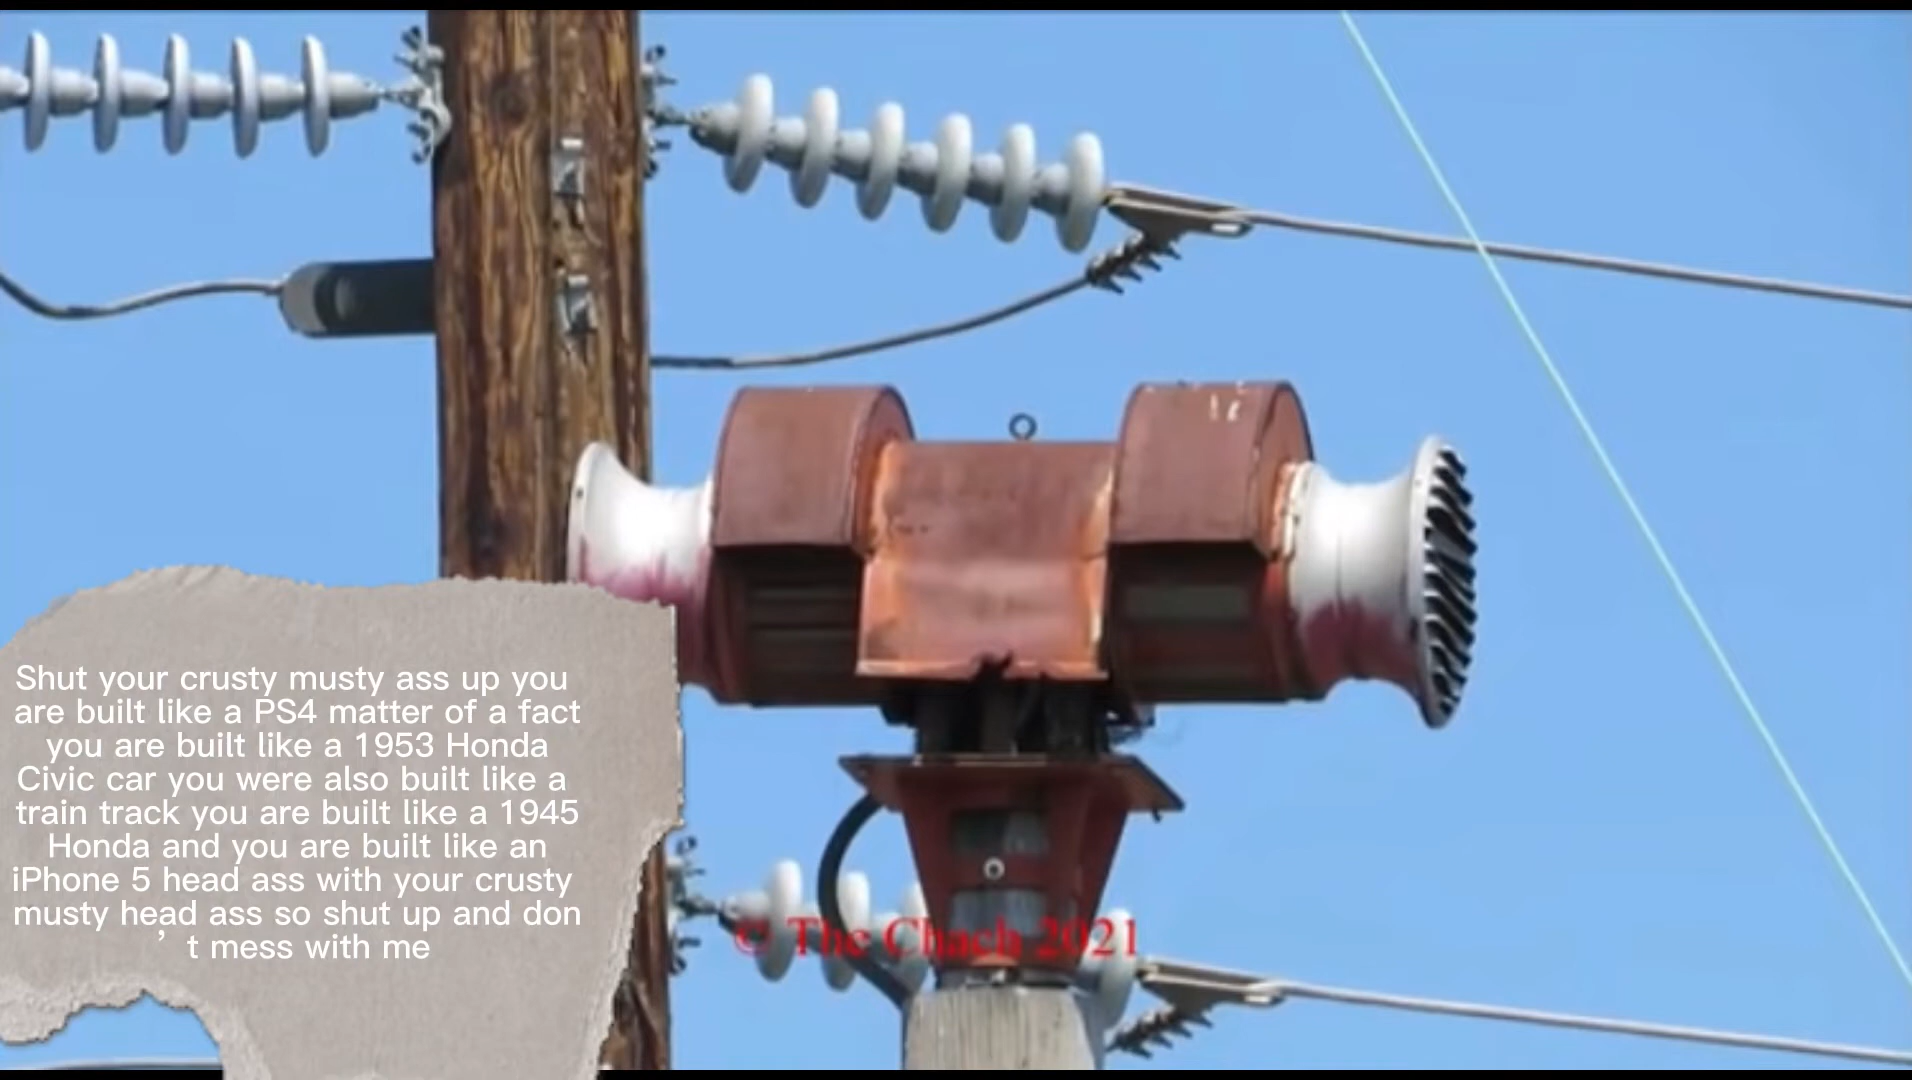 Shut your crusty musty ass up you
are built like a PS4 matter of a fact
you are built like a 1953 Honda
Civic car you were also built like a
train track you are built like a 1945
Honda and you are built like an
iPhone 5 head ass with your crusty
musty head ass so shut up and don
’ t mess with me
© The Chach 2021